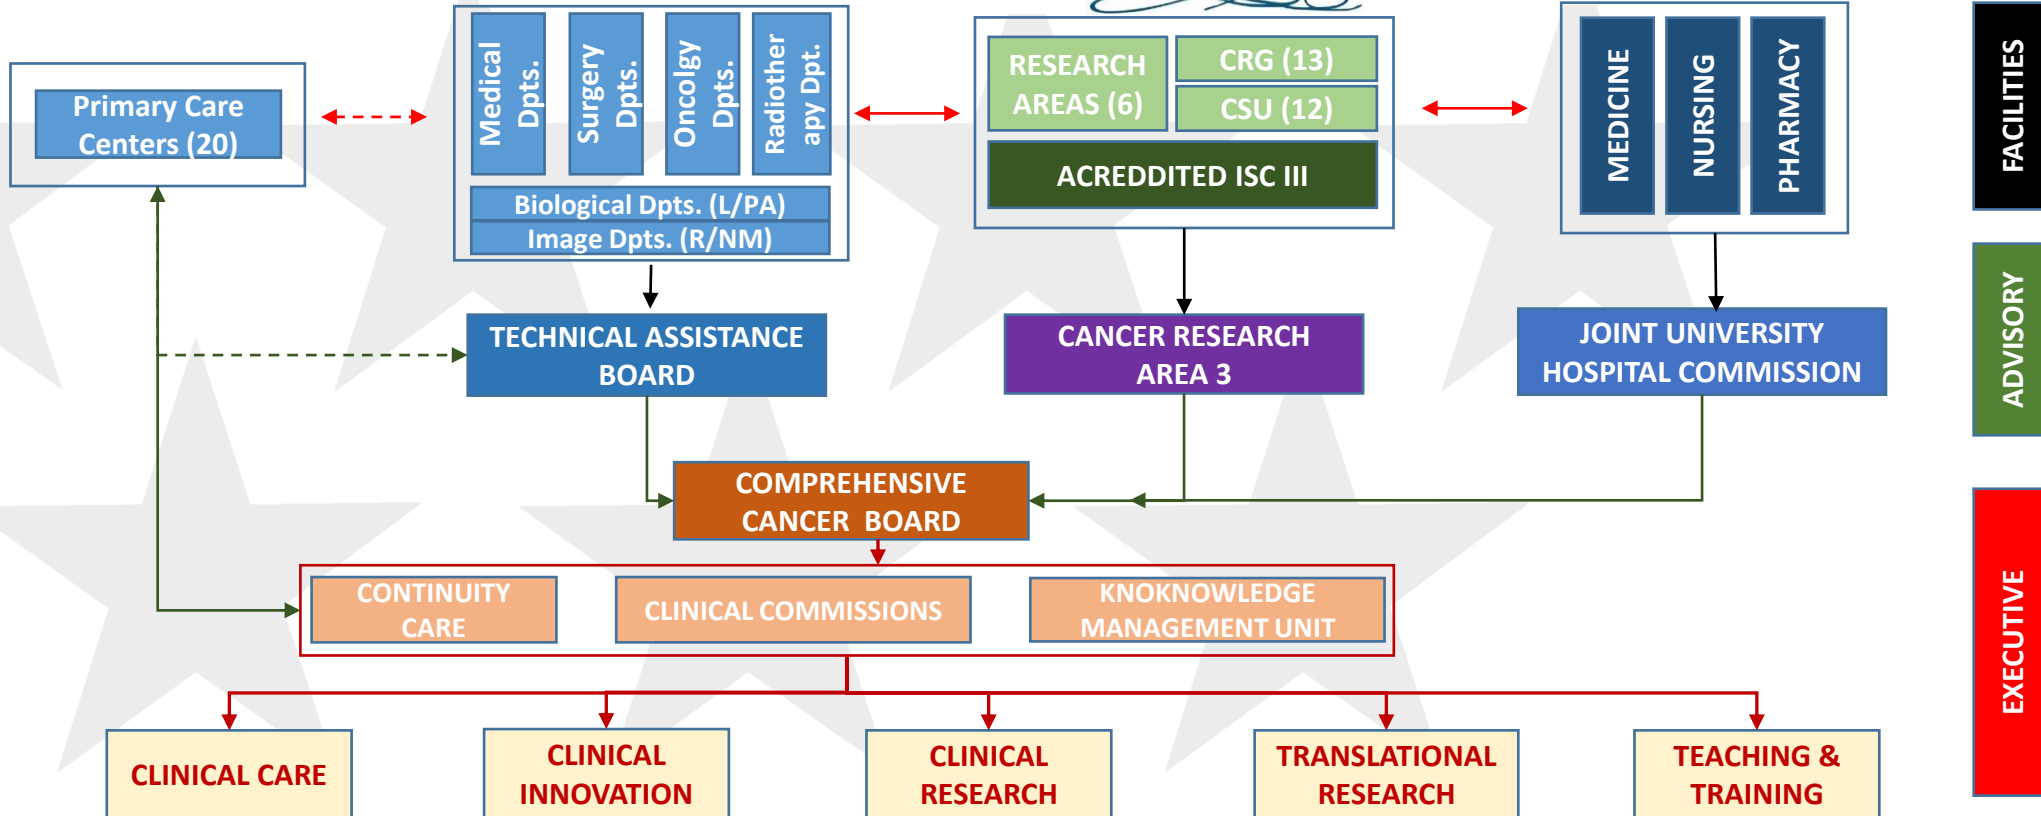 Primary Care
Centers (20)
Medical
Dpts.
Surgery
Dpts.
Oncolgy
Dpts.
Radiother
apy Dpt.
Biological Dpts. (L/PA)
Image Dpts. (R/NM)
RESEARCH
AREAS (6)
CRG (13)
CSU (12)
ACREDDITED ISC III
MEDICINE
NURSING
PHARMACY
FACILITIES
TECHNICAL ASSISTANCE
BOARD
CANCER RESEARCH
AREA 3
JOINT UNIVERSITY
HOSPITAL COMMISSION
ADVISORY
COMPREHENSIVE
CANCER BOARD
CONTINUITY
CARE
CLINICAL COMMISSIONS
KNOKNOWLEDGE
MANAGEMENT UNIT
EXECUTIVE
CLINICAL CARE
CLINICAL
INNOVATION
CLINICAL
RESEARCH
TRANSLATIONAL
RESEARCH
TEACHING &
TRAINING